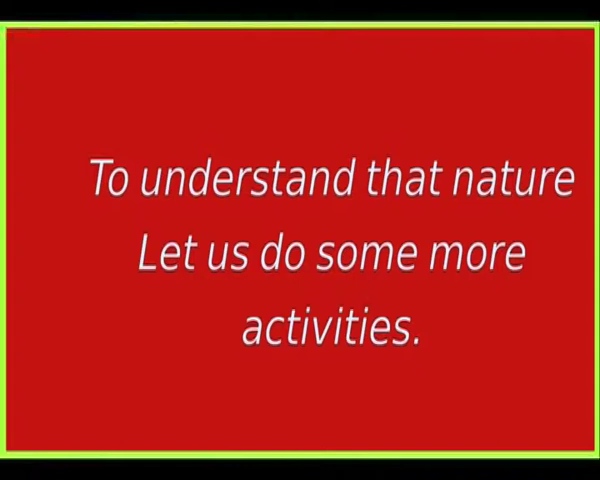 To understand that nature
Let us do some more
activities.